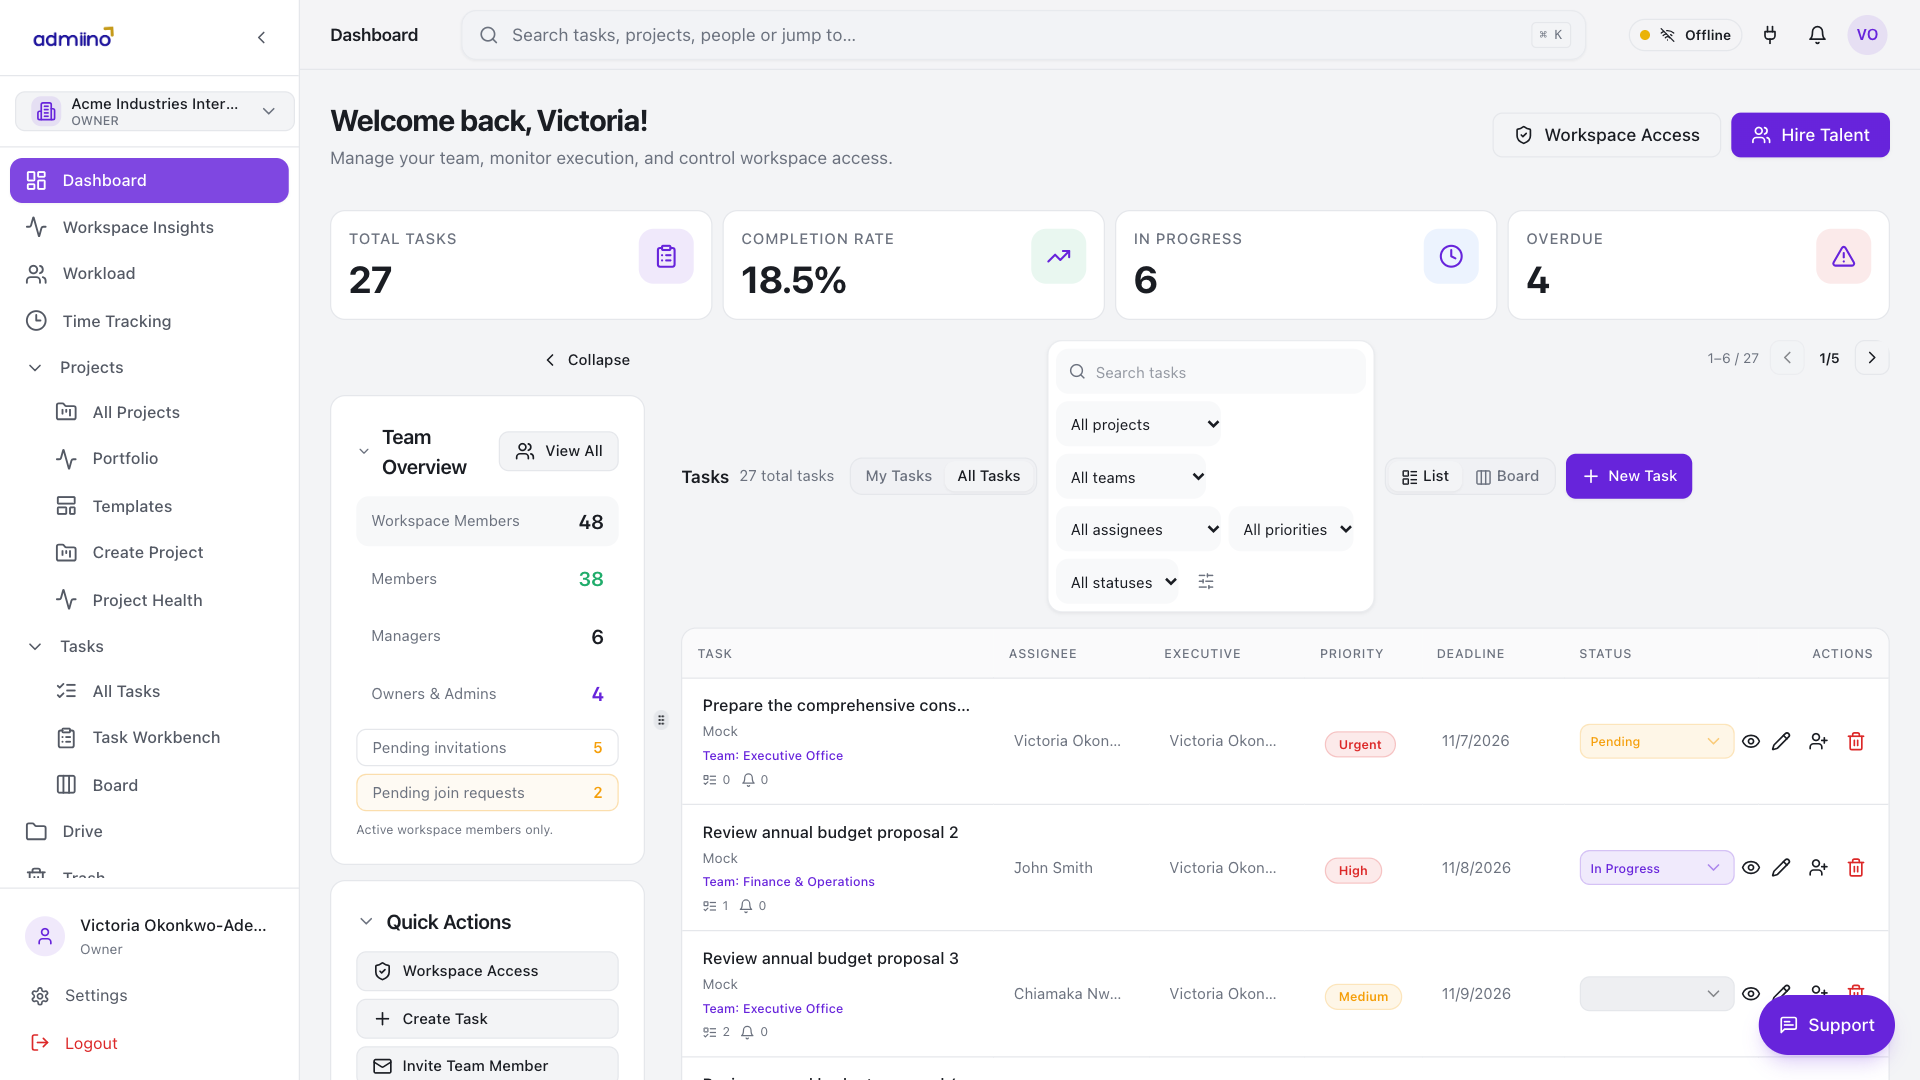 admiino
Acme Industries Inter...
OWNER
Dashboard
Workspace Insights
Workload
Time Tracking
Projects
All Projects
Portfolio
Templates
Create Project
Project Health
Tasks
All Tasks
Task Workbench
Board
Drive
Trash
Victoria Okonkwo-Ade...
Owner
Settings
Logout
Dashboard
Search tasks, projects, people or jump to...
⌘ K
Offline
VO
Welcome back, Victoria!
Manage your team, monitor execution, and control workspace access.
Workspace Access
Hire Talent
TOTAL TASKS
27
COMPLETION RATE
18.5%
IN PROGRESS
6
OVERDUE
4
Collapse
Team Overview
View All
Workspace Members 48
Members 38
Managers 6
Owners & Admins 4
Pending invitations 5
Pending join requests 2
Active workspace members only.
Quick Actions
Workspace Access
Create Task
Invite Team Member
Tasks 27 total tasks
My Tasks All Tasks
Search tasks
All projects
All teams
All assignees All priorities
All statuses
List Board
New Task
1–6 / 27 1/5
TASK ASSIGNEE EXECUTIVE PRIORITY DEADLINE STATUS ACTIONS
Prepare the comprehensive cons...
Mock
Team: Executive Office
0 0
Victoria Okon... Victoria Okon... Urgent 11/7/2026 Pending
Review annual budget proposal 2
Mock
Team: Finance & Operations
1 0
John Smith Victoria Okon... High 11/8/2026 In Progress
Review annual budget proposal 3
Mock
Team: Executive Office
2 0
Chiamaka Nw... Victoria Okon... Medium 11/9/2026
Support